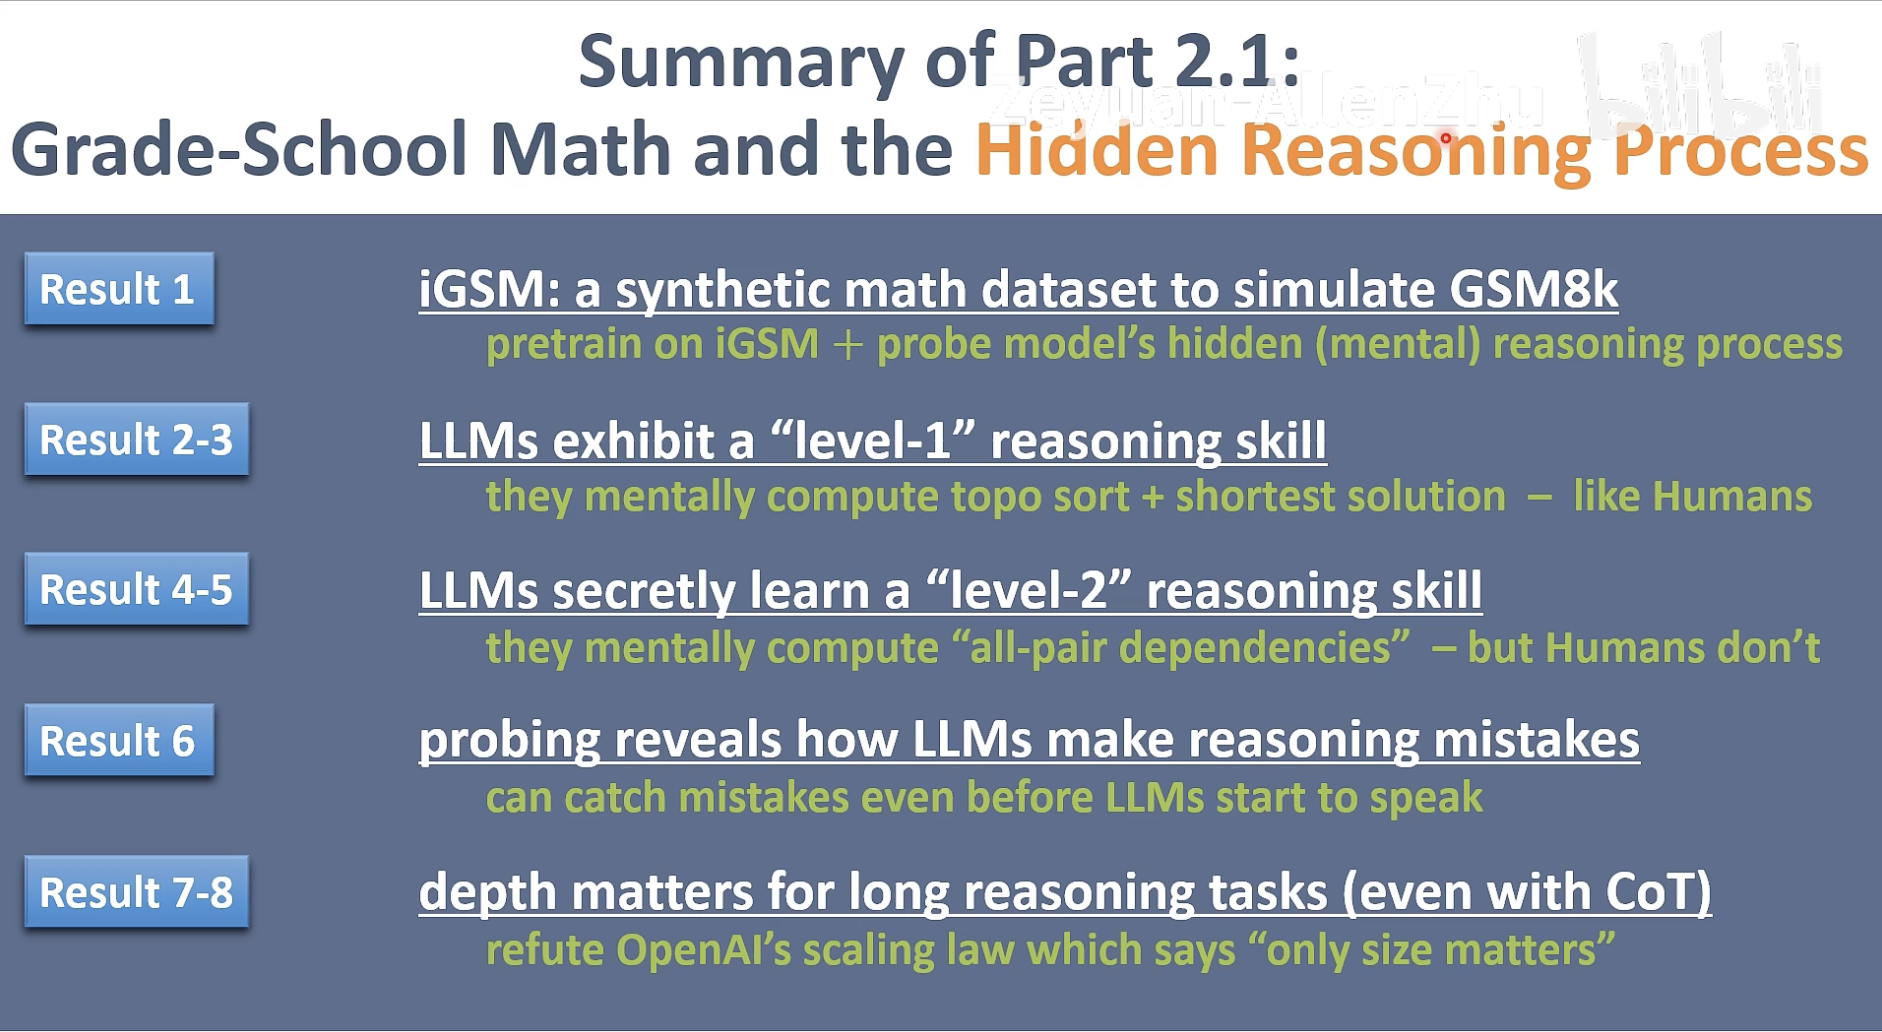 Summary of Part 2.1:
Zeyuan-AllenZhu
bilibili
Grade-School Math and the Hidden Reasoning Process
Result 1
iGSM: a synthetic math dataset to simulate GSM8k
pretrain on iGSM + probe model’s hidden (mental) reasoning process
Result 2-3
LLMs exhibit a “level-1” reasoning skill
they mentally compute topo sort + shortest solution – like Humans
Result 4-5
LLMs secretly learn a “level-2” reasoning skill
they mentally compute “all-pair dependencies” – but Humans don’t
Result 6
probing reveals how LLMs make reasoning mistakes
can catch mistakes even before LLMs start to speak
Result 7-8
depth matters for long reasoning tasks (even with CoT)
refute OpenAI’s scaling law which says “only size matters”